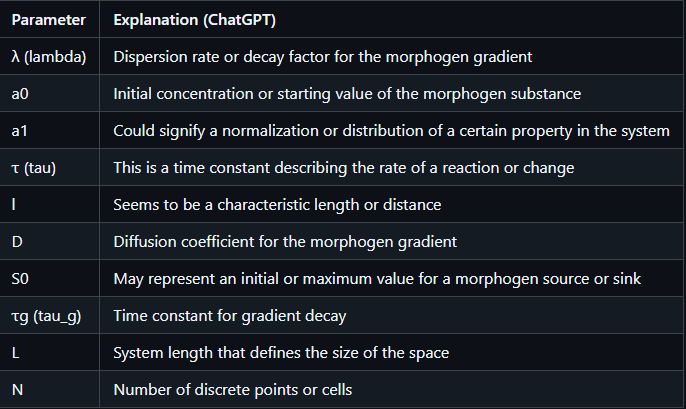 Parameter Explanation (ChatGPT)
λ (lambda) Dispersion rate or decay factor for the morphogen gradient
a0 Initial concentration or starting value of the morphogen substance
a1 Could signify a normalization or distribution of a certain property in the system
τ (tau) This is a time constant describing the rate of a reaction or change
l Seems to be a characteristic length or distance
D Diffusion coefficient for the morphogen gradient
S0 May represent an initial or maximum value for a morphogen source or sink
τg (tau_g) Time constant for gradient decay
L System length that defines the size of the space
N Number of discrete points or cells